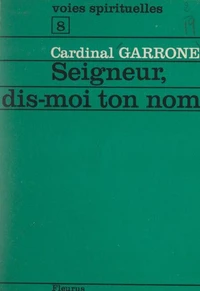 voies spirituelles
8
Cardinal GARRONE
Seigneur,
dis-moi ton nom
Fleurus